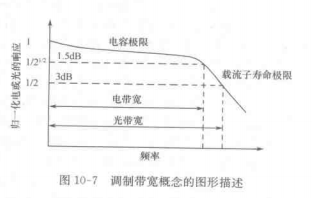 1
电容极限
1/2^{1/2}
1.5dB
载流子寿命极限
1/2
3dB
电带宽
光带宽
归一化电或光的响应
频率
图 10-7 调制带宽概念的图形描述